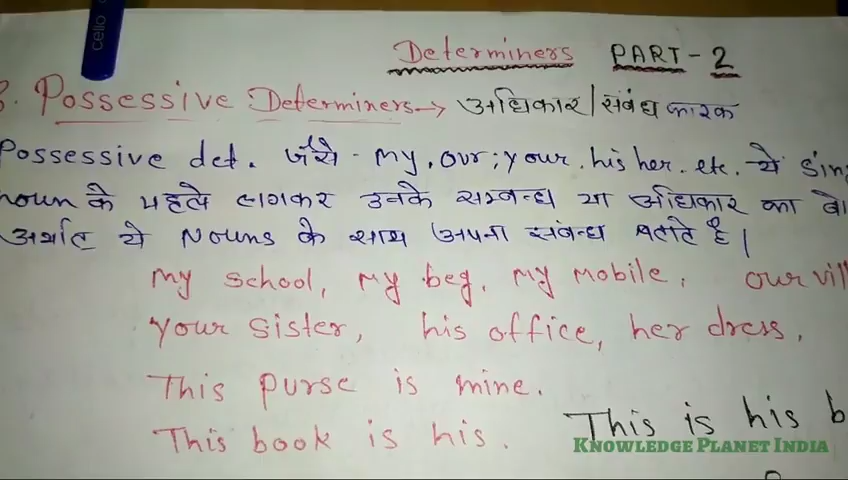 cello
Determiners PART-2
3. Possessive Determiners→ अधिकार/संबंध कारक
Possessive det. जैसे - my, our; your, his her. etc. ये
noun के पहले लगकर उनके सम्बन्ध या अधिकार का
अर्थात ये Nouns के साथ अपना संबंध बताते है।
my school, my beg, my mobile, our
your sister, his office, her dress,
This purse is mine.
This book is his. This is his
KNOWLEDGE PLANET INDIA